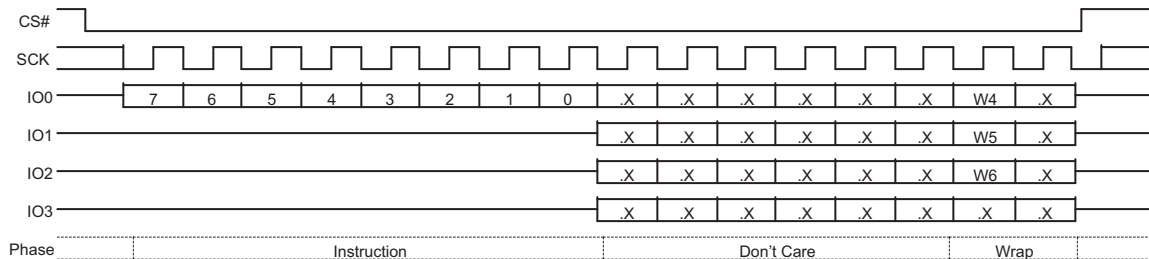 CS#
SCK
IO0 7 6 5 4 3 2 1 0 .X .X .X .X .X .X W4 .X
IO1 .X .X .X .X .X .X W5 .X
IO2 .X .X .X .X .X .X W6 .X
IO3 .X .X .X .X .X .X .X .X
Phase Instruction Don't Care Wrap